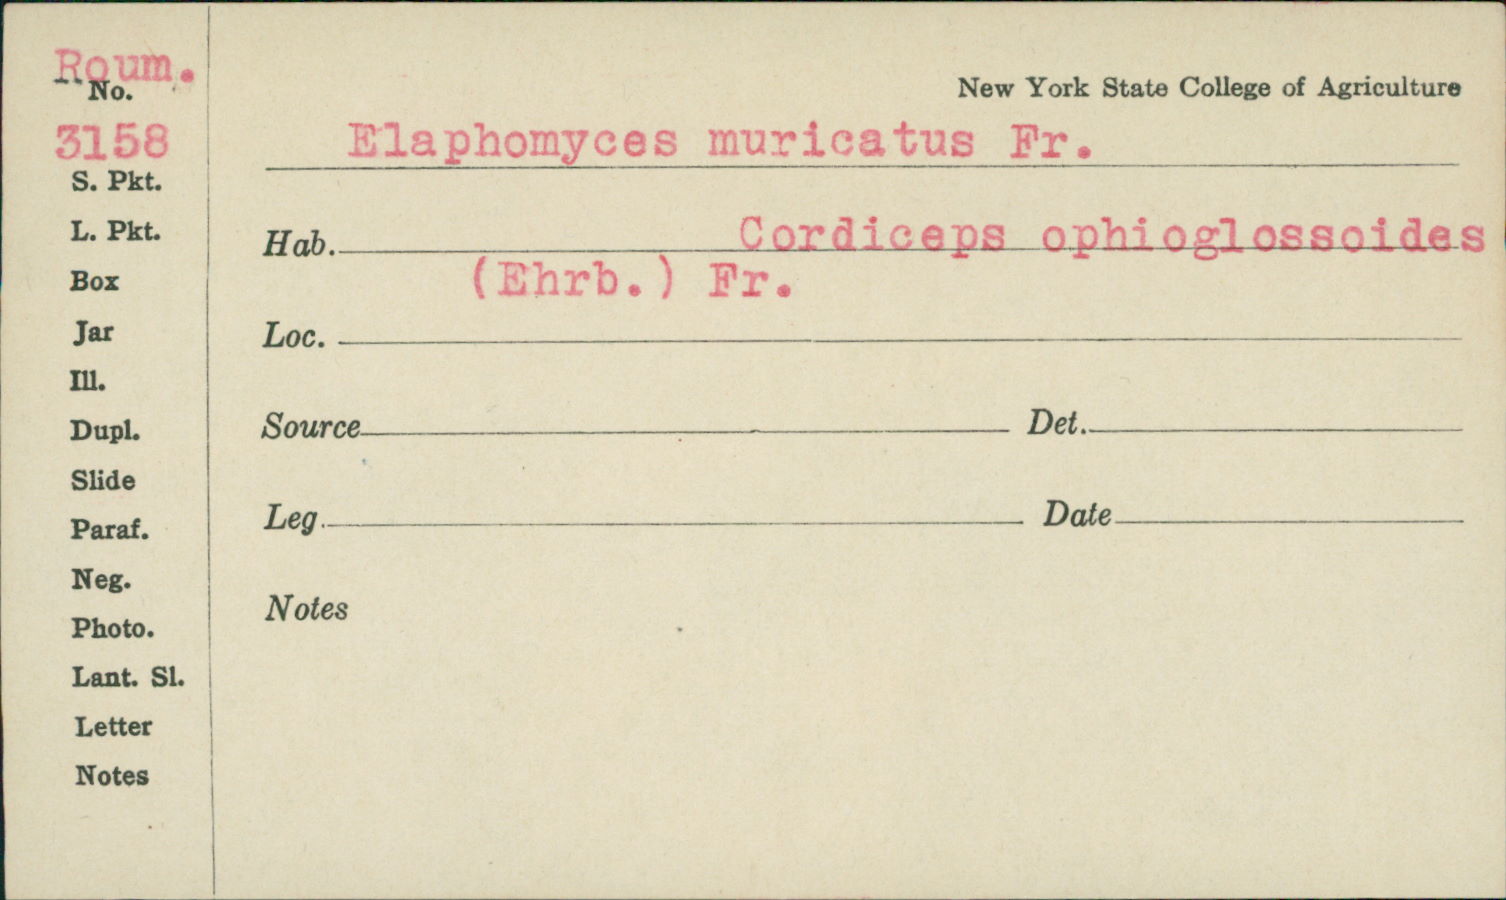 Roum.
No.
3158
S. Pkt.
L. Pkt.
Box
Jar
Ill.
Dupl.
Slide
Paraf.
Neg.
Photo.
Lant. Sl.
Letter
Notes
New York State College of Agriculture
Elaphomyces muricatus Fr.
Hab. Cordiceps ophioglossoides
(Ehrb.) Fr.
Loc.
Source Det.
Leg. Date
Notes